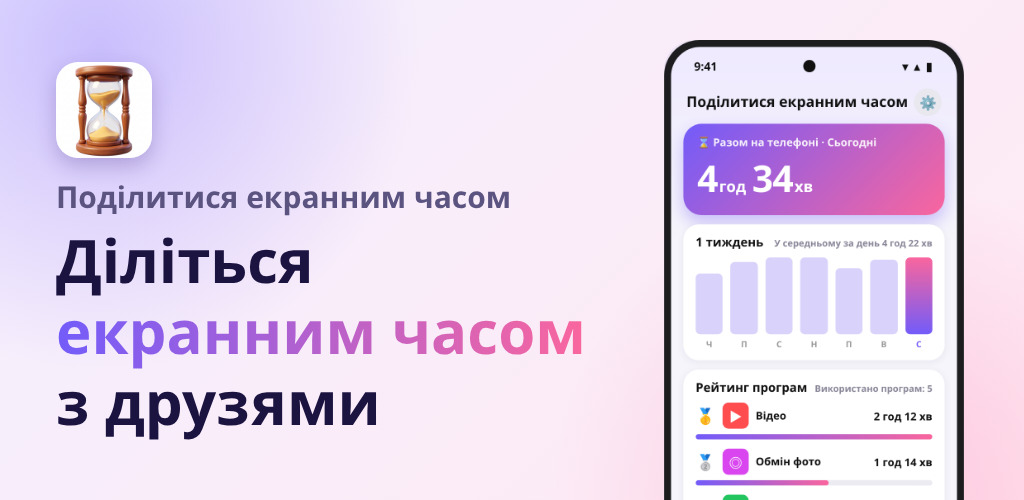 Поділитися екранним часом
Діліться
екранним часом
з друзями
9:41
Поділитися екранним часом
Разом на телефоні · Сьогодні
4год 34хв
1 тиждень У середньому за день 4 год 22 хв
Ч П С Н П В С
Рейтинг програм Використано програм: 5
Відео 2 год 12 хв
Обмін фото 1 год 14 хв